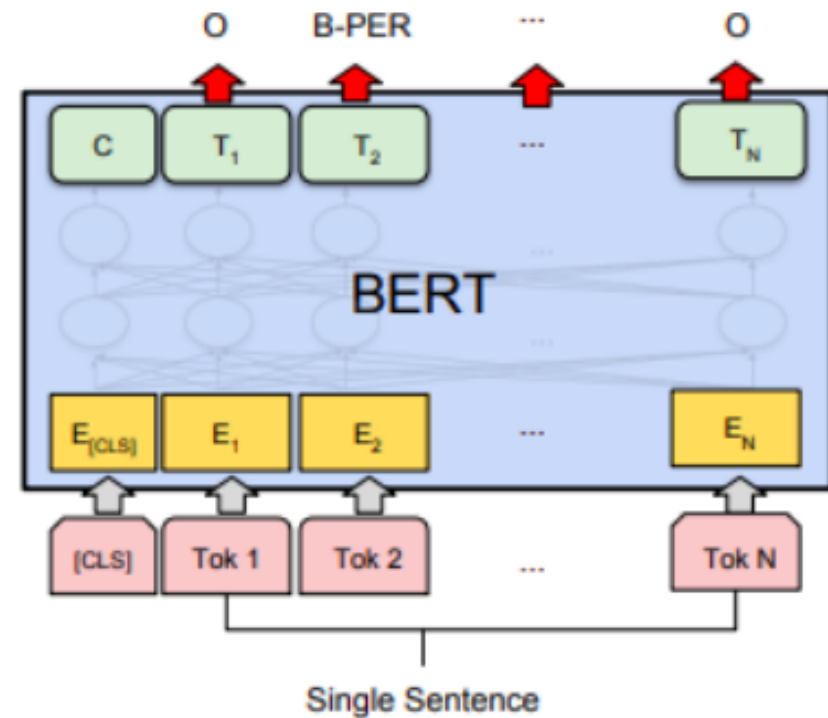 O B-PER ... O
C T1 T2 ... TN
...
BERT
...
E[CLS] E1 E2 ... EN
[CLS] Tok 1 Tok 2 ... Tok N
Single Sentence